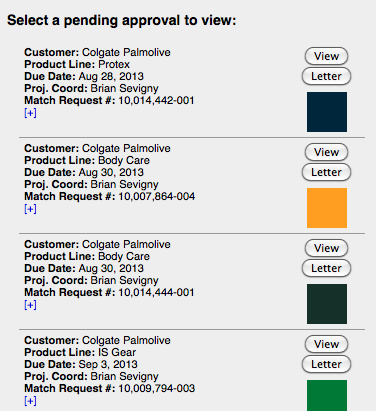 Select a pending approval to view:
Customer: Colgate Palmolive
Product Line: Protex
Due Date: Aug 28, 2013
Proj. Coord: Brian Sevigny
Match Request #: 10,014,442-001
[+]
View
Letter
Customer: Colgate Palmolive
Product Line: Body Care
Due Date: Aug 30, 2013
Proj. Coord: Brian Sevigny
Match Request #: 10,007,864-004
[+]
View
Letter
Customer: Colgate Palmolive
Product Line: Body Care
Due Date: Aug 30, 2013
Proj. Coord: Brian Sevigny
Match Request #: 10,014,444-001
[+]
View
Letter
Customer: Colgate Palmolive
Product Line: IS Gear
Due Date: Sep 3, 2013
Proj. Coord: Brian Sevigny
Match Request #: 10,009,794-003
[+]
View
Letter